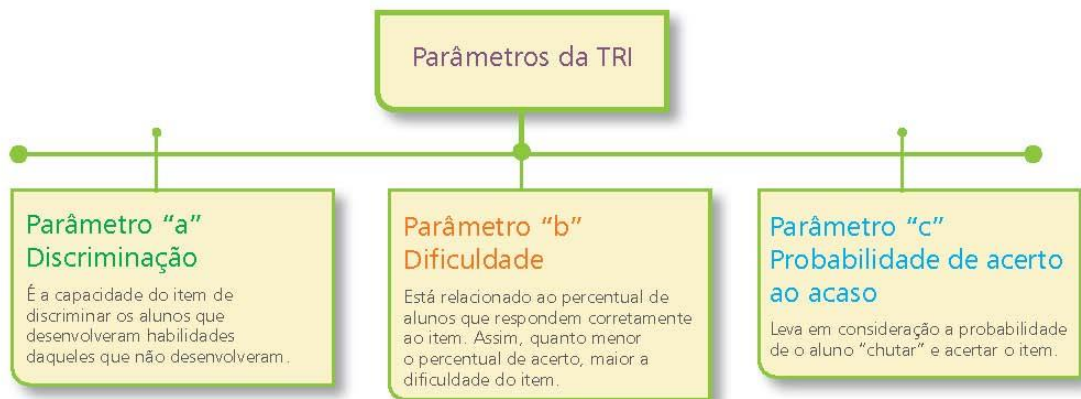 Parâmetros da TRI
Parâmetro “a”
Discriminação
É a capacidade do item de
discriminar os alunos que
desenvolveram habilidades
daqueles que não desenvolveram.
Parâmetro “b”
Dificuldade
Está relacionado ao percentual de
alunos que respondem corretamente
ao item. Assim, quanto menor
o percentual de acerto, maior a
dificuldade do item.
Parâmetro “c”
Probabilidade de acerto
ao acaso
Leva em consideração a probabilidade
de o aluno “chutar” e acertar o item.